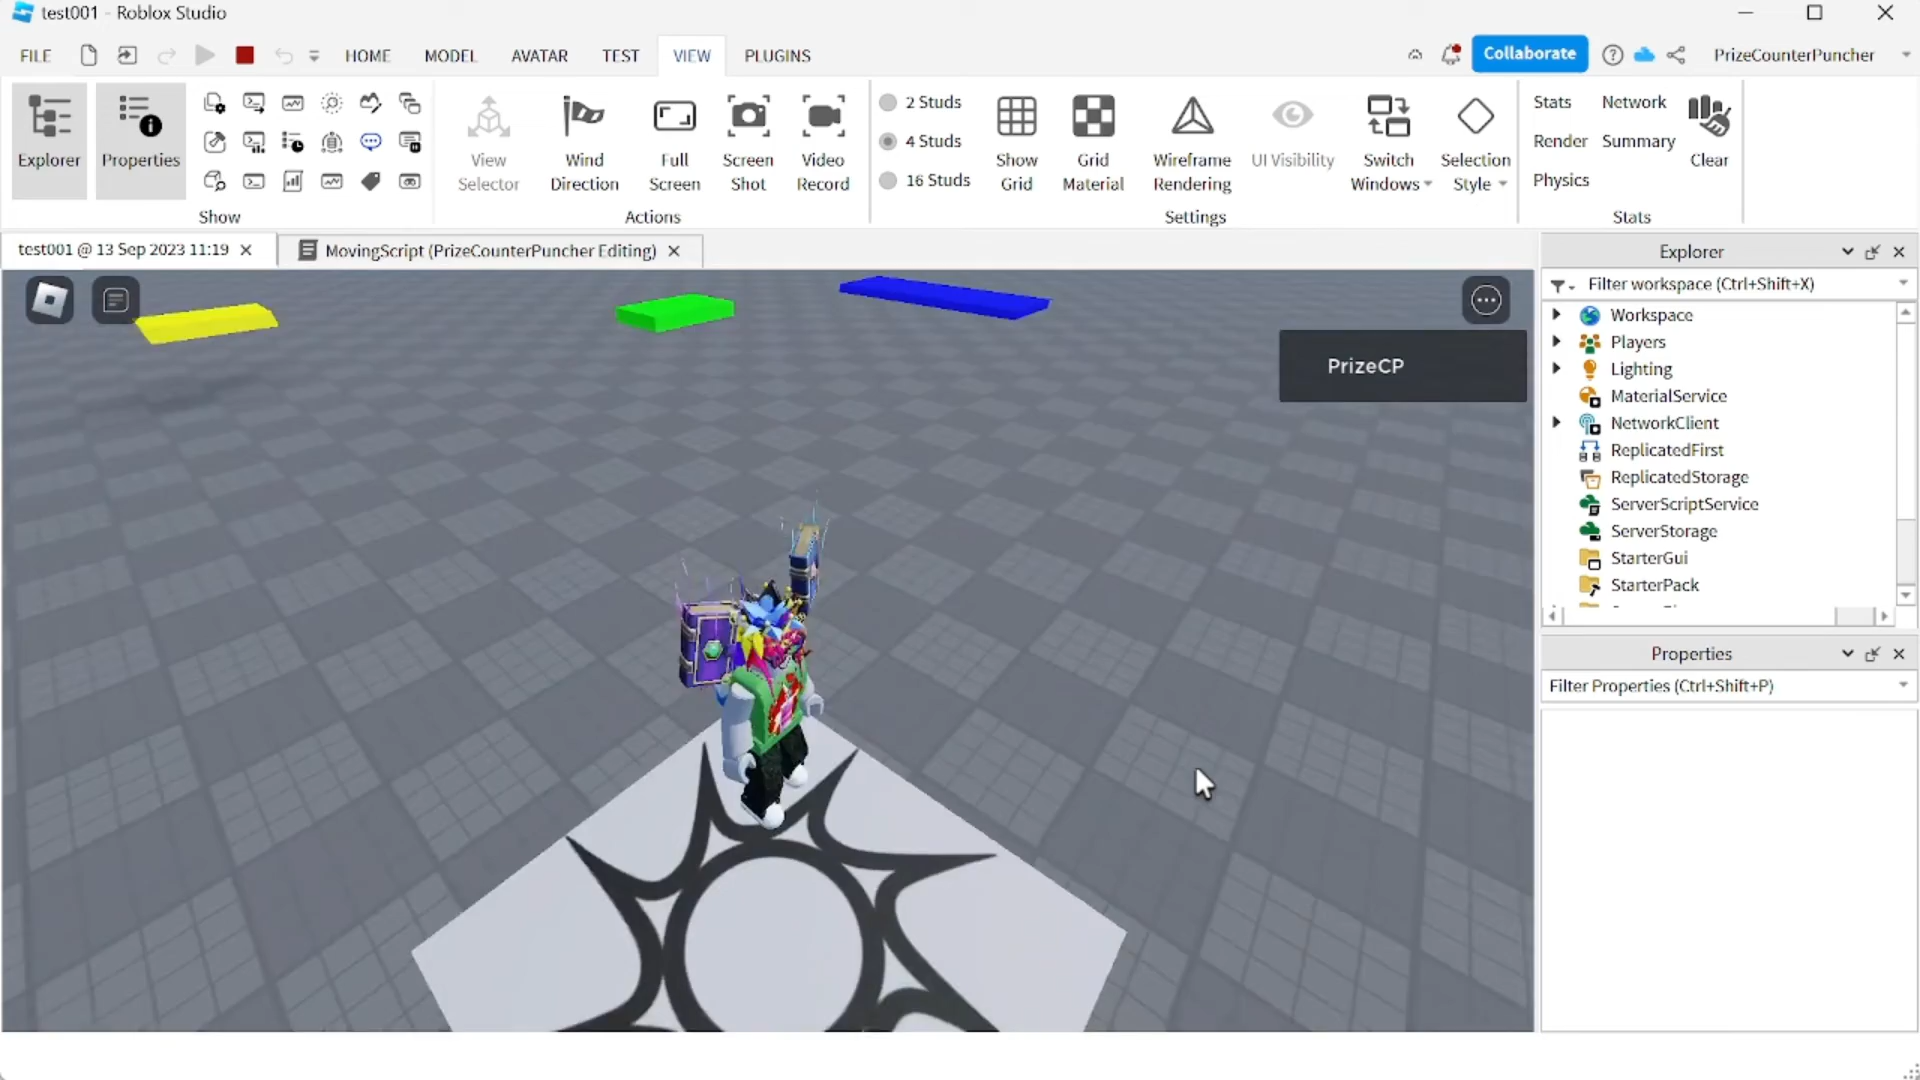 test001 - Roblox Studio
FILE HOME MODEL AVATAR TEST VIEW PLUGINS Collaborate PrizeCounterPuncher
Explorer
Properties
Show
View Selector
Wind Direction
Full Screen
Screen Shot
Video Record
Actions
2 Studs
4 Studs
16 Studs
Show Grid
Grid Material
Wireframe Rendering
UI Visibility
Switch Windows
Selection Style
Settings
Stats Network
Render Summary
Physics
Clear
Stats
test001 @ 13 Sep 2023 11:19
MovingScript (PrizeCounterPuncher Editing)
PrizeCP
Explorer
Filter workspace (Ctrl+Shift+X)
Workspace
Players
Lighting
MaterialService
NetworkClient
ReplicatedFirst
ReplicatedStorage
ServerScriptService
ServerStorage
StarterGui
StarterPack
Properties
Filter Properties (Ctrl+Shift+P)